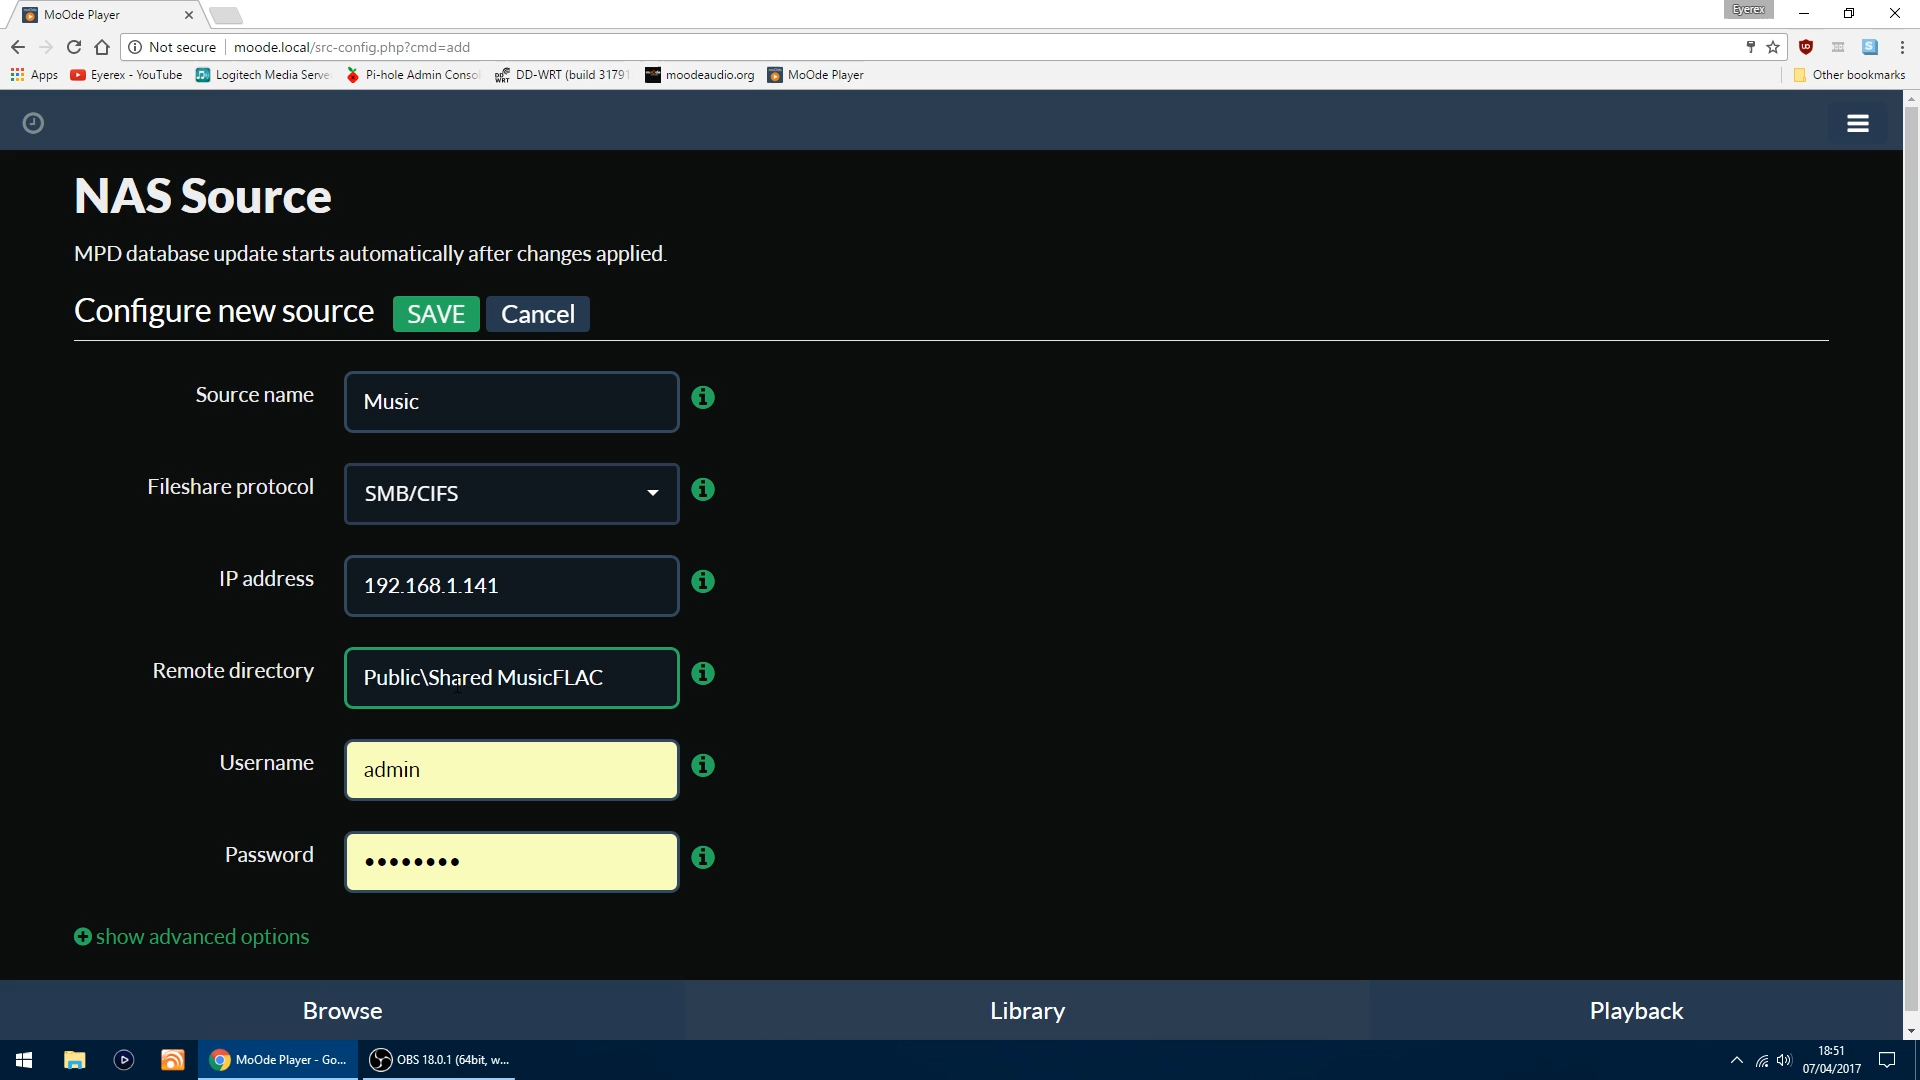 MoOde Player
Eyerex
Not secure
moode.local/src-config.php?cmd=add
Apps
Eyerex - YouTube
Logitech Media Serve
Pi-hole Admin Conso
DD-WRT (build 31791
moodeaudio.org
MoOde Player
Other bookmarks
NAS Source
MPD database update starts automatically after changes applied.
Configure new source
SAVE
Cancel
Source name
Music
Fileshare protocol
SMB/CIFS
IP address
192.168.1.141
Remote directory
Public\Shared MusicFLAC
Username
admin
Password
••••••••
show advanced options
Browse
Library
Playback
MoOde Player - Go...
OBS 18.0.1 (64bit, w...
18:51
07/04/2017